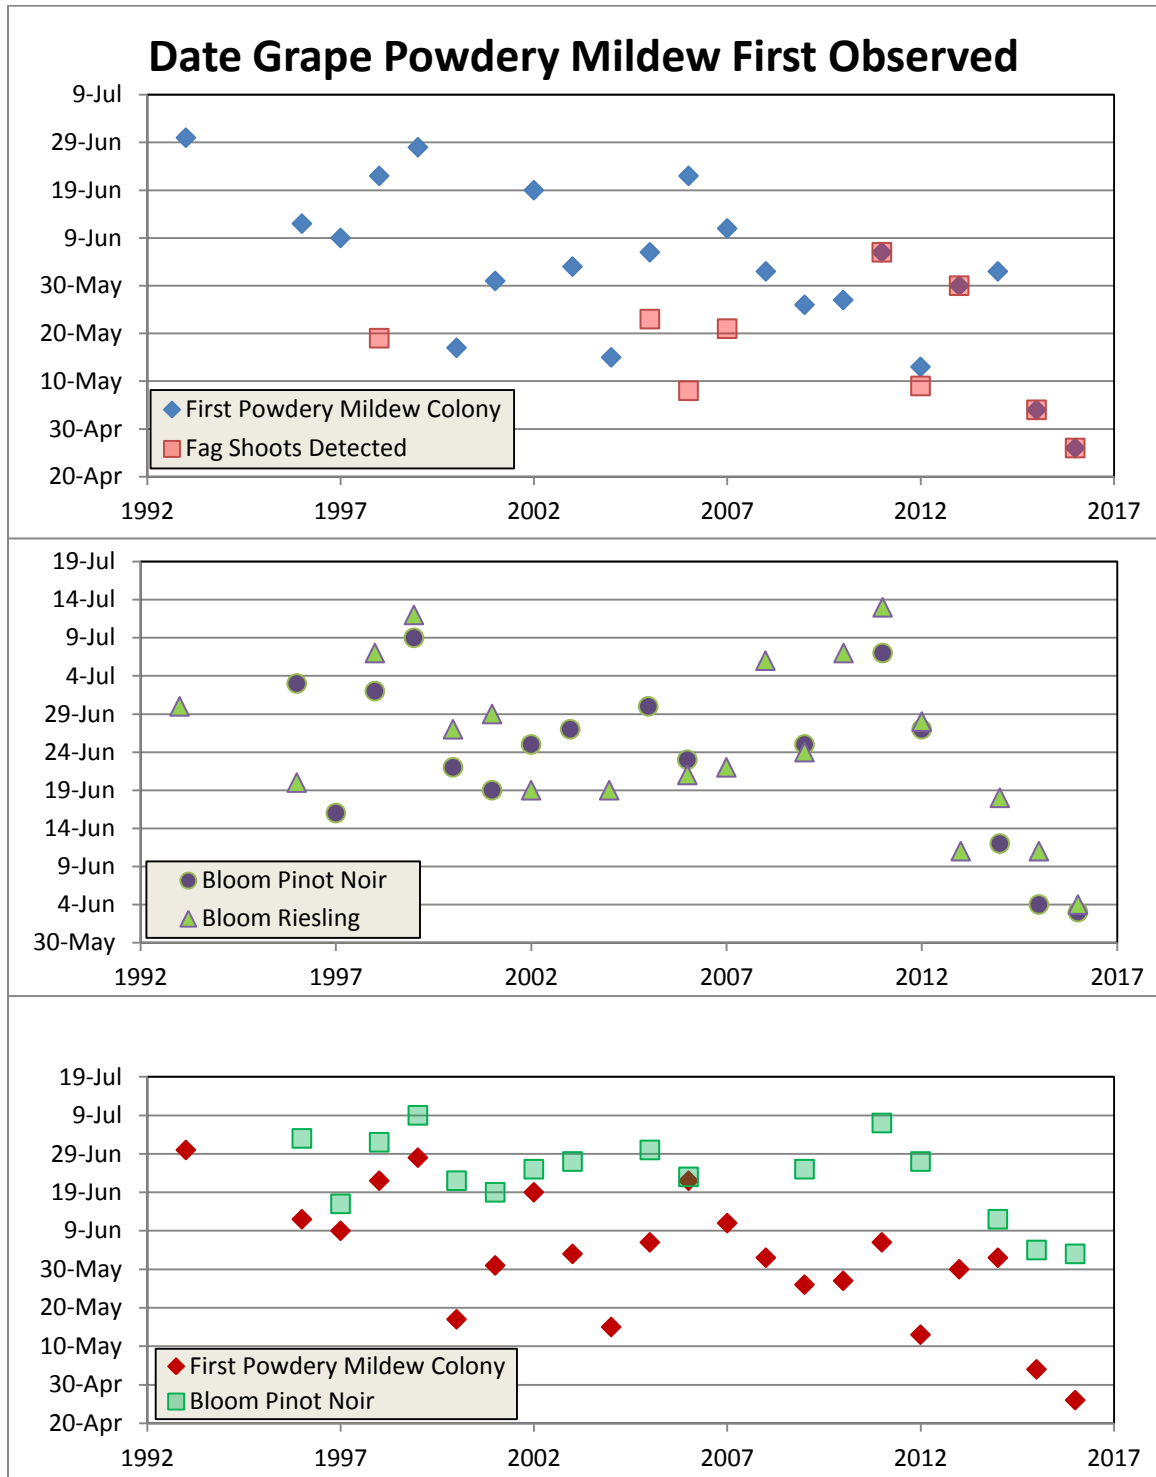 Date Grape Powdery Mildew First Observed
9-Jul
29-Jun
19-Jun
9-Jun
30-May
20-May
10-May
30-Apr
20-Apr
First Powdery Mildew Colony
Fag Shoots Detected
1992 1997 2002 2007 2012 2017
19-Jul
14-Jul
9-Jul
4-Jul
29-Jun
24-Jun
19-Jun
14-Jun
9-Jun
4-Jun
30-May
Bloom Pinot Noir
Bloom Riesling
1992 1997 2002 2007 2012 2017
19-Jul
9-Jul
29-Jun
19-Jun
9-Jun
30-May
20-May
10-May
30-Apr
20-Apr
First Powdery Mildew Colony
Bloom Pinot Noir
1992 1997 2002 2007 2012 2017